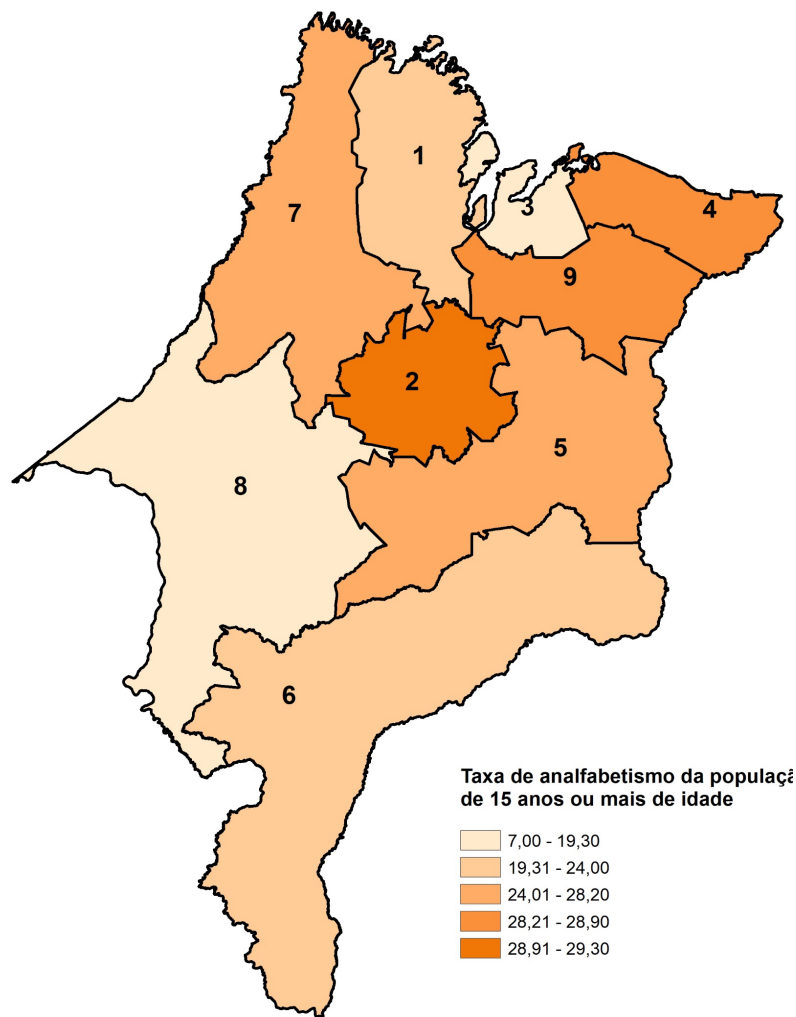 1
7
3
4
9
2
5
8
6
Taxa de analfabetismo da populaçã
de 15 anos ou mais de idade
7,00 - 19,30
19,31 - 24,00
24,01 - 28,20
28,21 - 28,90
28,91 - 29,30